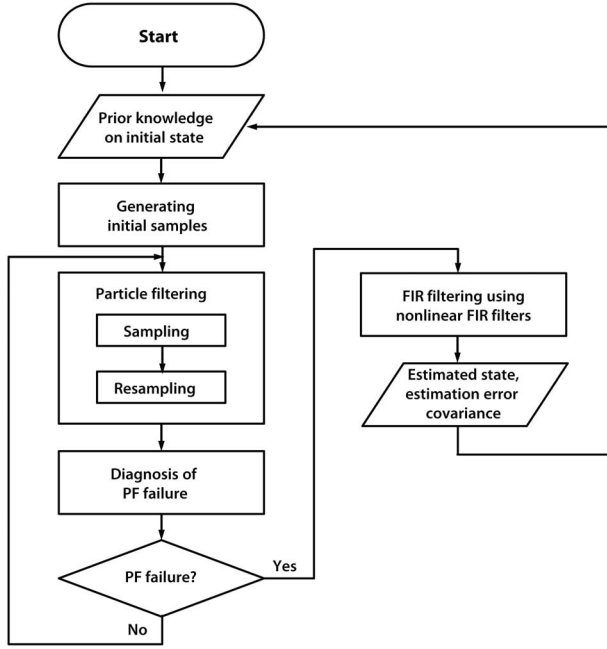 Start
Prior knowledge
on initial state
Generating
initial samples
Particle filtering
Sampling
Resampling
Diagnosis of
PF failure
PF failure?
Yes
No
FIR filtering using
nonlinear FIR filters
Estimated state,
estimation error
covariance